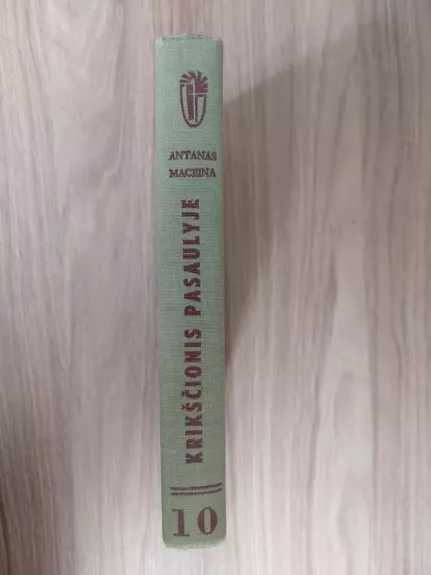 ANTANAS
MACEINA
KRIKŠČIONIS PASAULYJE
10